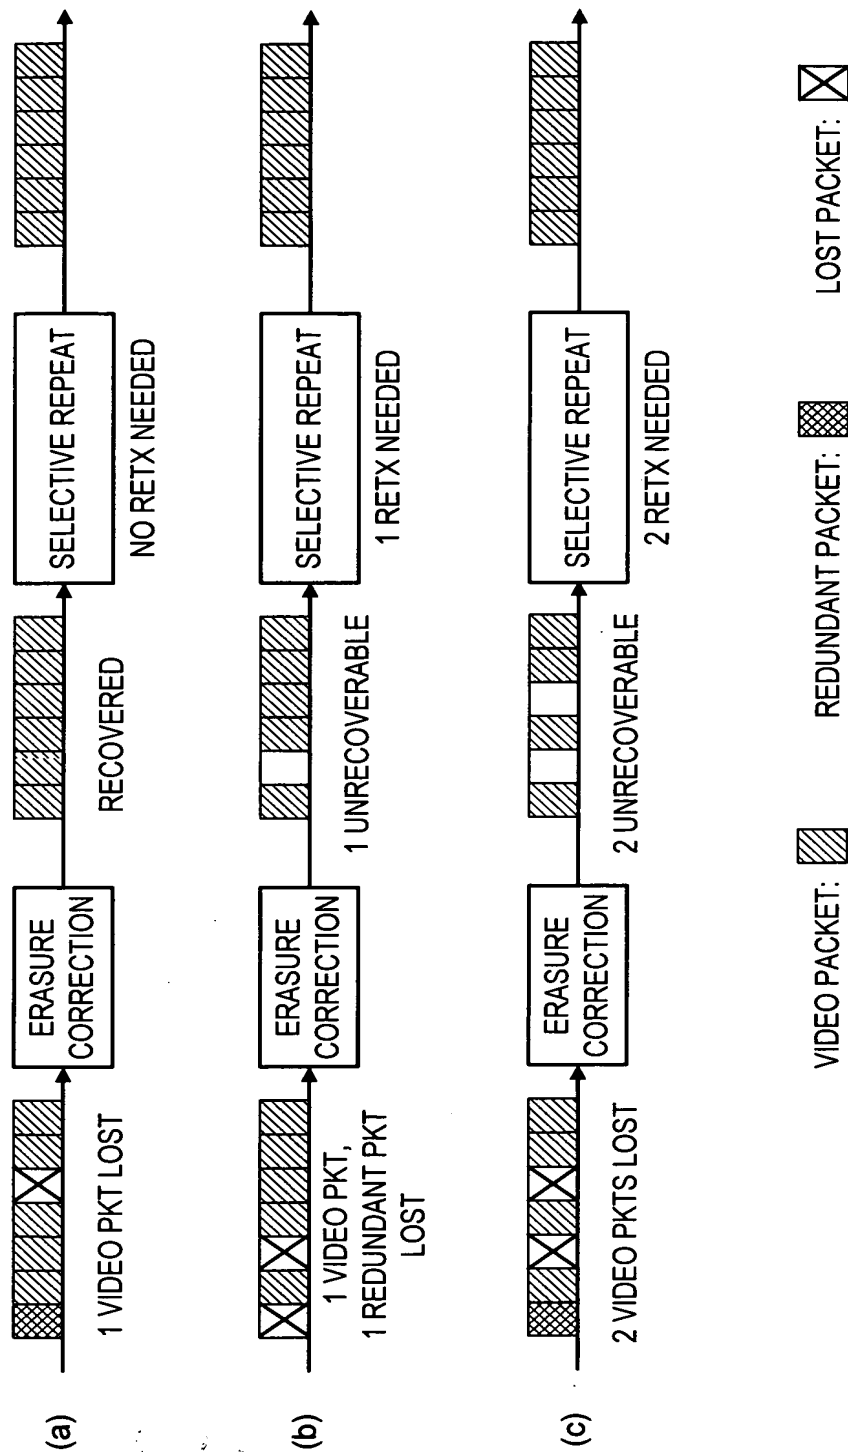 (a)
1 VIDEO PKT LOST
ERASURE
CORRECTION
RECOVERED
SELECTIVE REPEAT
NO RETX NEEDED
(b)
1 VIDEO PKT,
1 REDUNDANT PKT
LOST
ERASURE
CORRECTION
1 UNRECOVERABLE
SELECTIVE REPEAT
1 RETX NEEDED
(c)
2 VIDEO PKTS LOST
ERASURE
CORRECTION
2 UNRECOVERABLE
SELECTIVE REPEAT
2 RETX NEEDED
VIDEO PACKET:
REDUNDANT PACKET:
LOST PACKET: